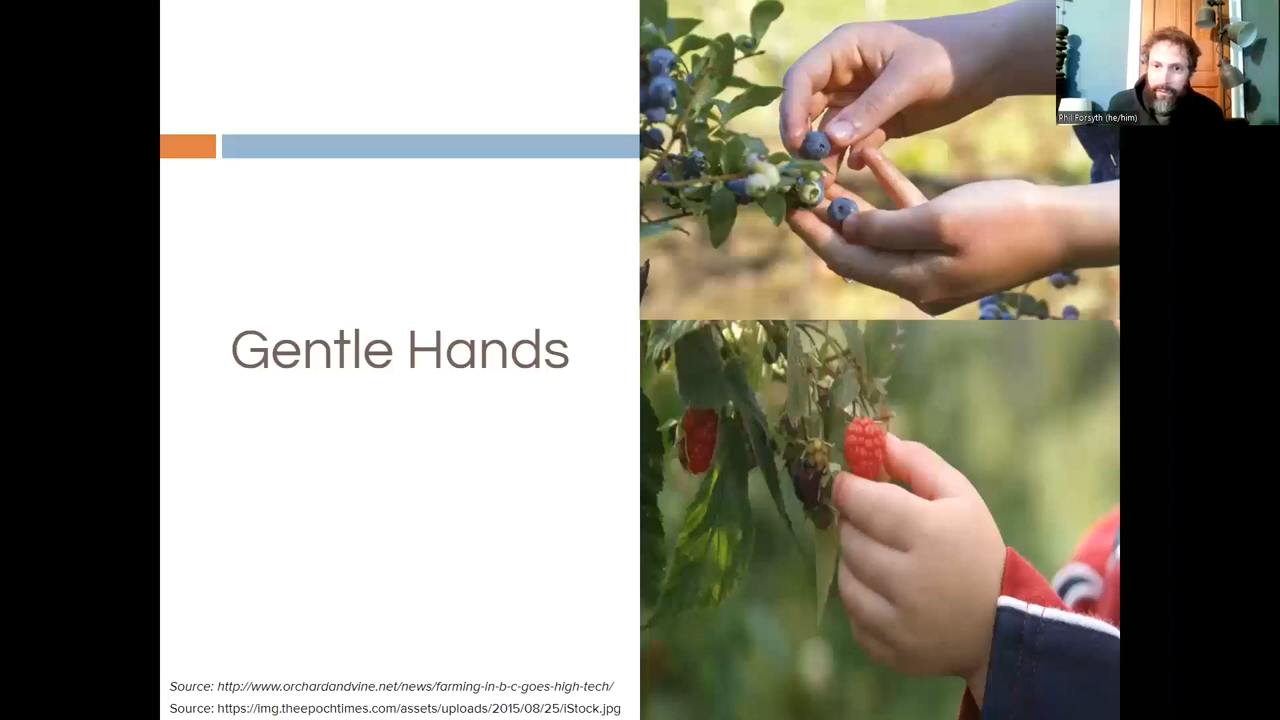 Phil Forsyth (he/him)
Gentle Hands
Source: http://www.orchardandvine.net/news/farming-in-b-c-goes-high-tech/
Source: https://img.theepochtimes.com/assets/uploads/2015/08/25/iStock.jpg